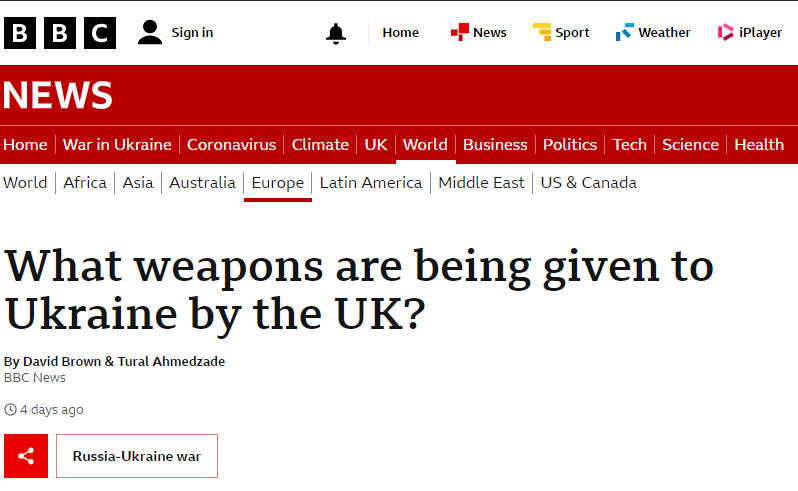 BBC Sign in Home News Sport Weather iPlayer
NEWS
Home War in Ukraine Coronavirus Climate UK World Business Politics Tech Science Health
World Africa Asia Australia Europe Latin America Middle East US & Canada
What weapons are being given to
Ukraine by the UK?
By David Brown & Tural Ahmedzade
BBC News
4 days ago
Russia-Ukraine war